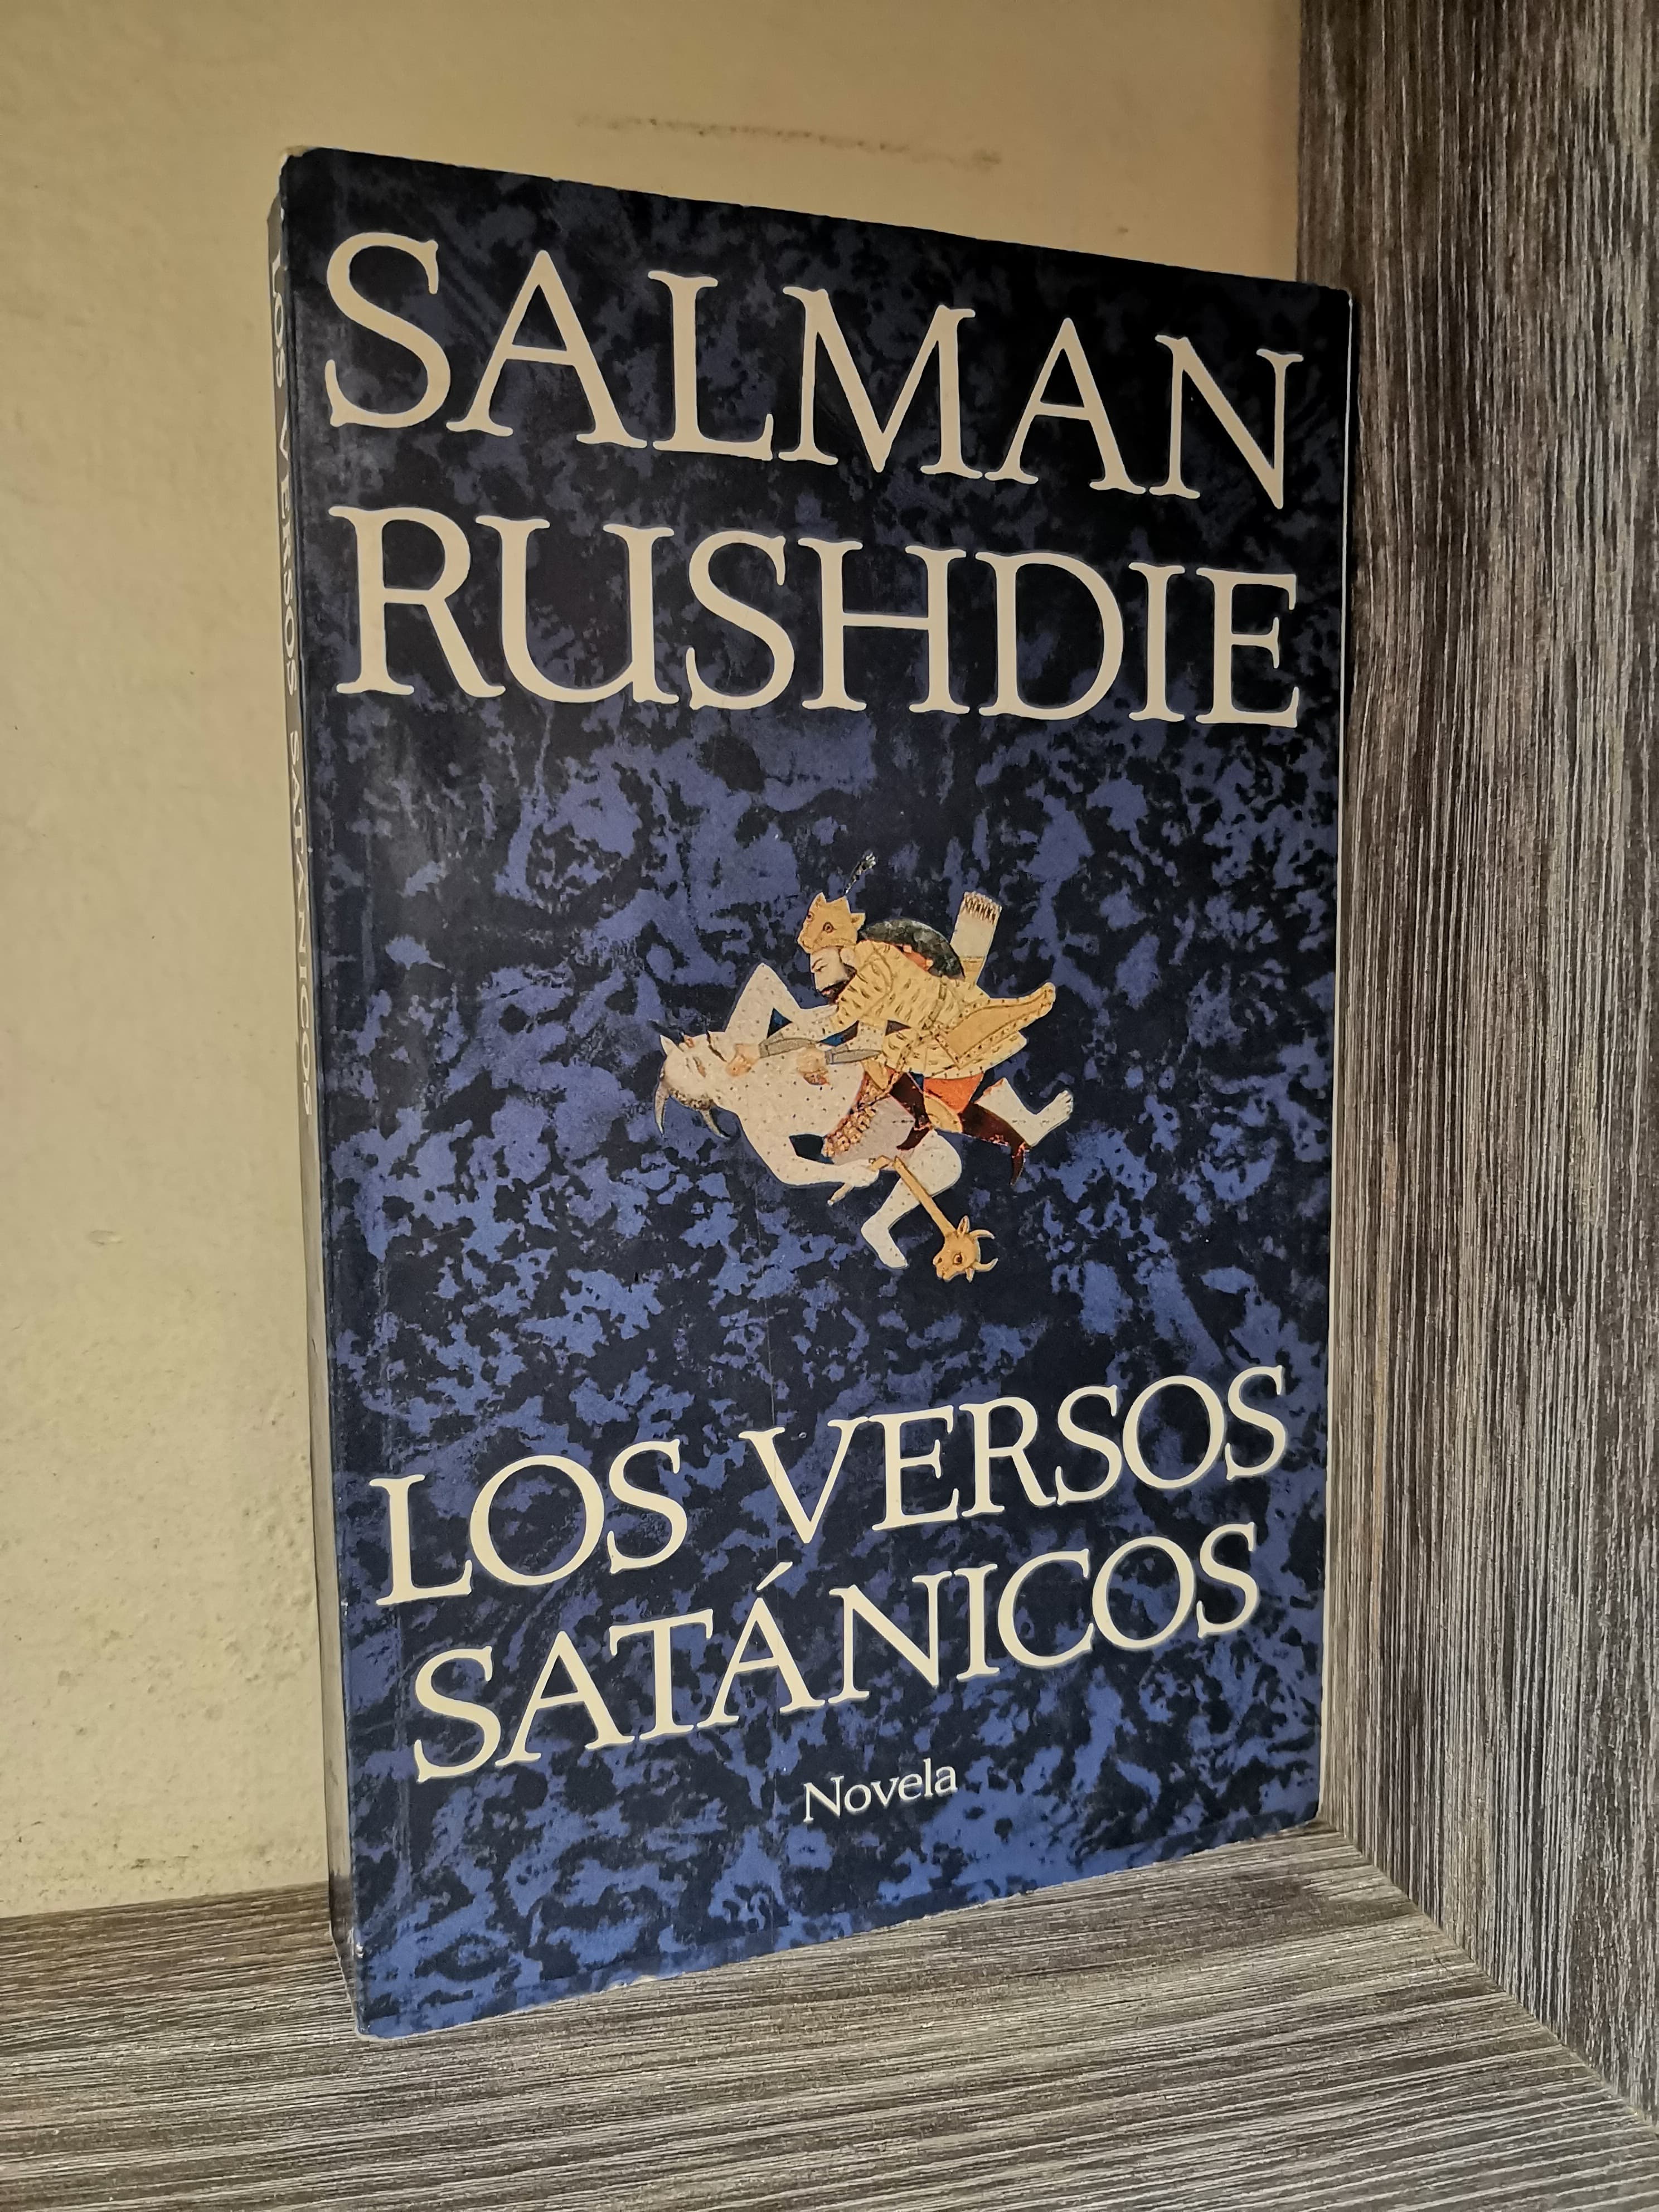 SALMAN
RUSHDIE
LOS VERSOS
SATÁNICOS
Novela
LOS VERSOS SATÁNICOS